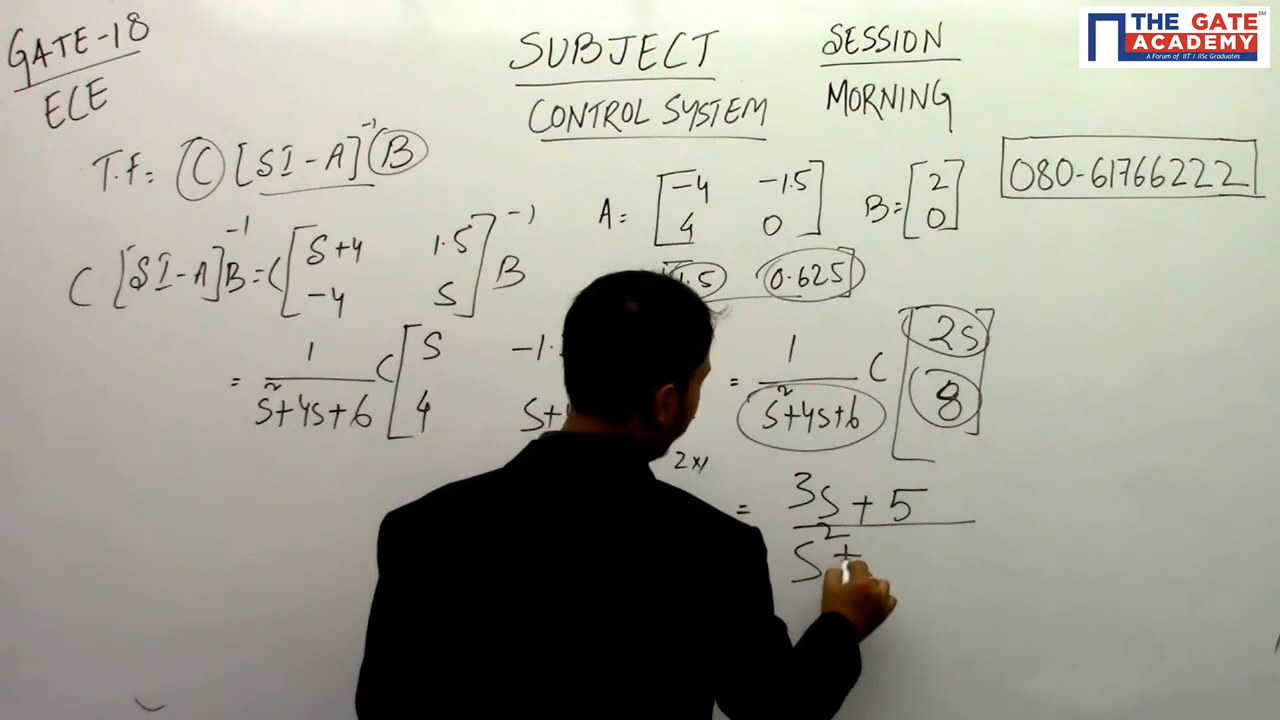 GATE-18
ECE
SUBJECT
CONTROL SYSTEM
SESSION
MORNING
THE GATE
ACADEMY
A Forum of IIT / IISc Graduates
080-61766222
T.F= C [SI-A]⁻¹ B
A= [-4 -1.5
4 0]
B= [2
0]
1.5 0.625]
C [SI-A]⁻¹ B = C [S+4 1.5
-4 S]⁻¹ B
= 1/(S²+4S+6) C [S -1.
4 S+
2x1
= 1/(S²+4S+6) C [2S
8]
= 3S+5
S²+